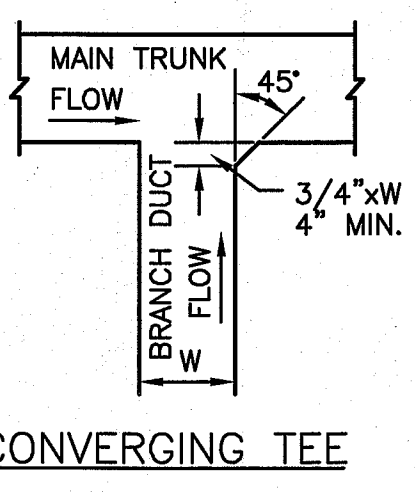 MAIN TRUNK
FLOW
45°
3/4"xW
4" MIN.
BRANCH DUCT
FLOW
W
CONVERGING TEE